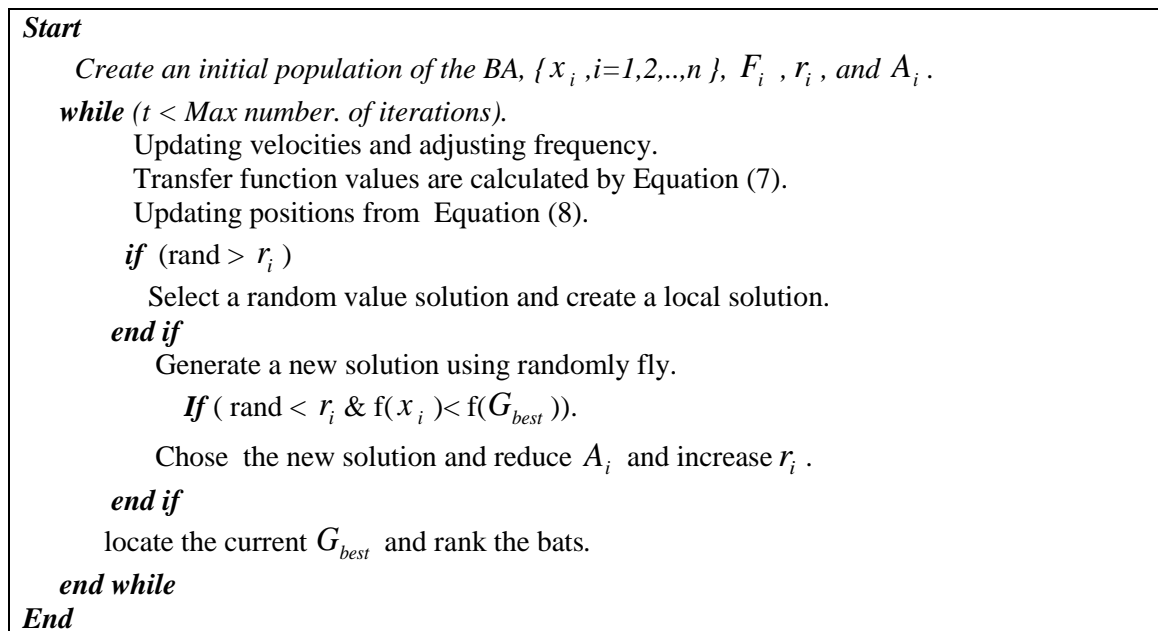 Start
Create an initial population of the BA, { x_i ,i=1,2,..,n }, F_i , r_i , and A_i .
while (t < Max number. of iterations).
Updating velocities and adjusting frequency.
Transfer function values are calculated by Equation (7).
Updating positions from Equation (8).
if (rand > r_i )
Select a random value solution and create a local solution.
end if
Generate a new solution using randomly fly.
If ( rand < r_i & f( x_i )< f( G_best )).
Chose the new solution and reduce A_i and increase r_i .
end if
locate the current G_best and rank the bats.
end while
End